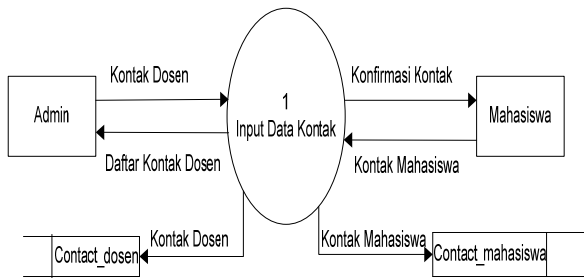 Kontak Dosen
Konfirmasi Kontak
1
Input Data Kontak
Admin
Mahasiswa
Daftar Kontak Dosen
Kontak Mahasiswa
Kontak Dosen
Kontak Mahasiswa
Contact_dosen
Contact_mahasiswa